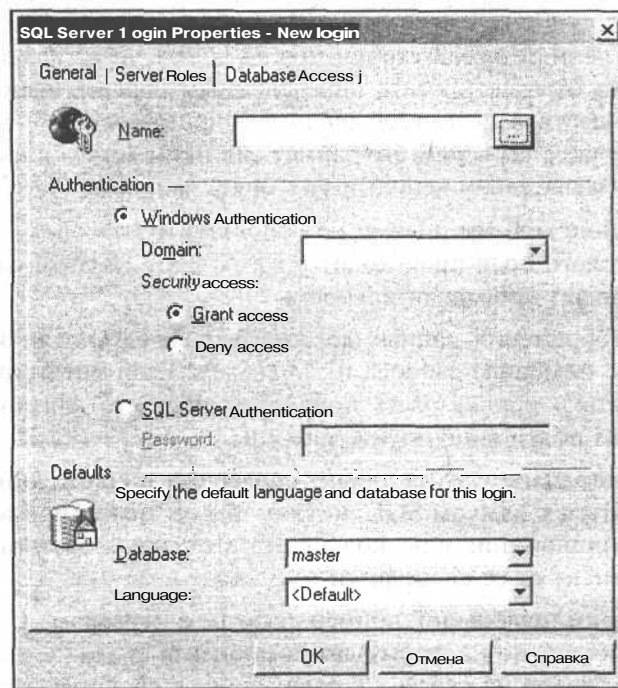 SQL Server 1 ogin Properties - New login
General | Server Roles | Database Access j
Name:
...
Authentication
Windows Authentication
Domain:
Security access:
Grant access
Deny access
SQL Server Authentication
Password:
Defaults
Specify the default language and database for this login.
Database: master
Language: <Default>
OK Отмена Справка